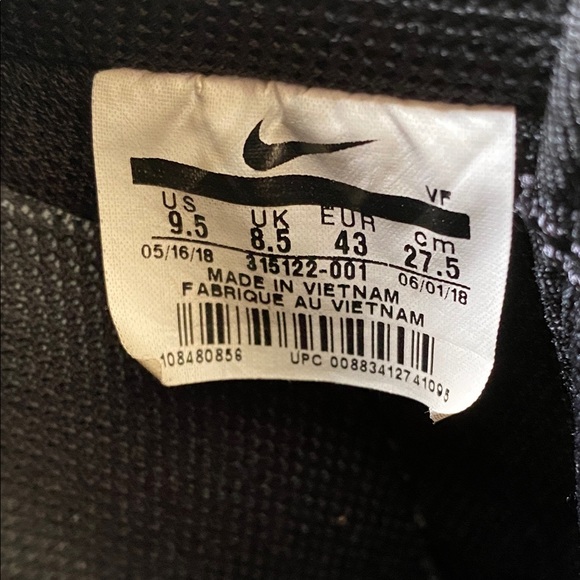 VF
US UK EUR cm
9.5 8.5 43 27.5
05/16/18 315122-001 06/01/18
MADE IN VIETNAM
FABRIQUE AU VIETNAM
108480856 UPC 00883412741095